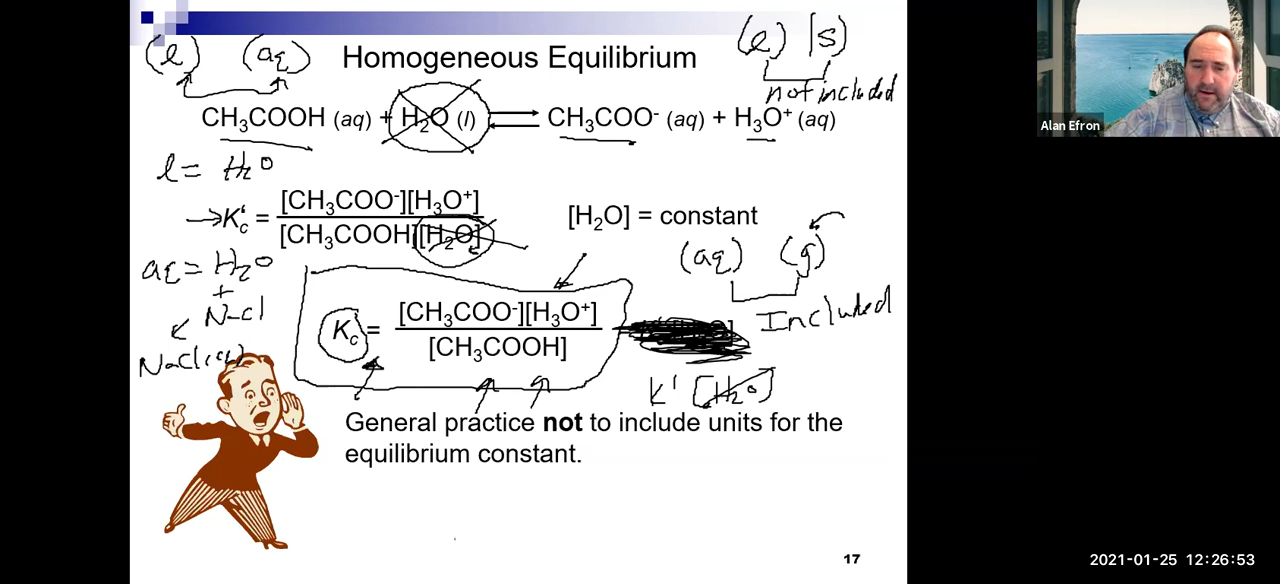 (l) (aq) Homogeneous Equilibrium (l) (s)
not included
CH₃COOH (aq) + H₂O (l) ⇌ CH₃COO⁻ (aq) + H₃O⁺ (aq)
Alan Efron
l = H₂O
K'c = [CH₃COO⁻][H₃O⁺] / [CH₃COOH][H₂O] [H₂O] = constant
(aq) (g)
Included
aq = H₂O
+
NaCl
NaCl(s)
Kc = [CH₃COO⁻][H₃O⁺] / [CH₃COOH]
K' [H₂O]
General practice not to include units for the
equilibrium constant.
17
2021-01-25 12:26:53